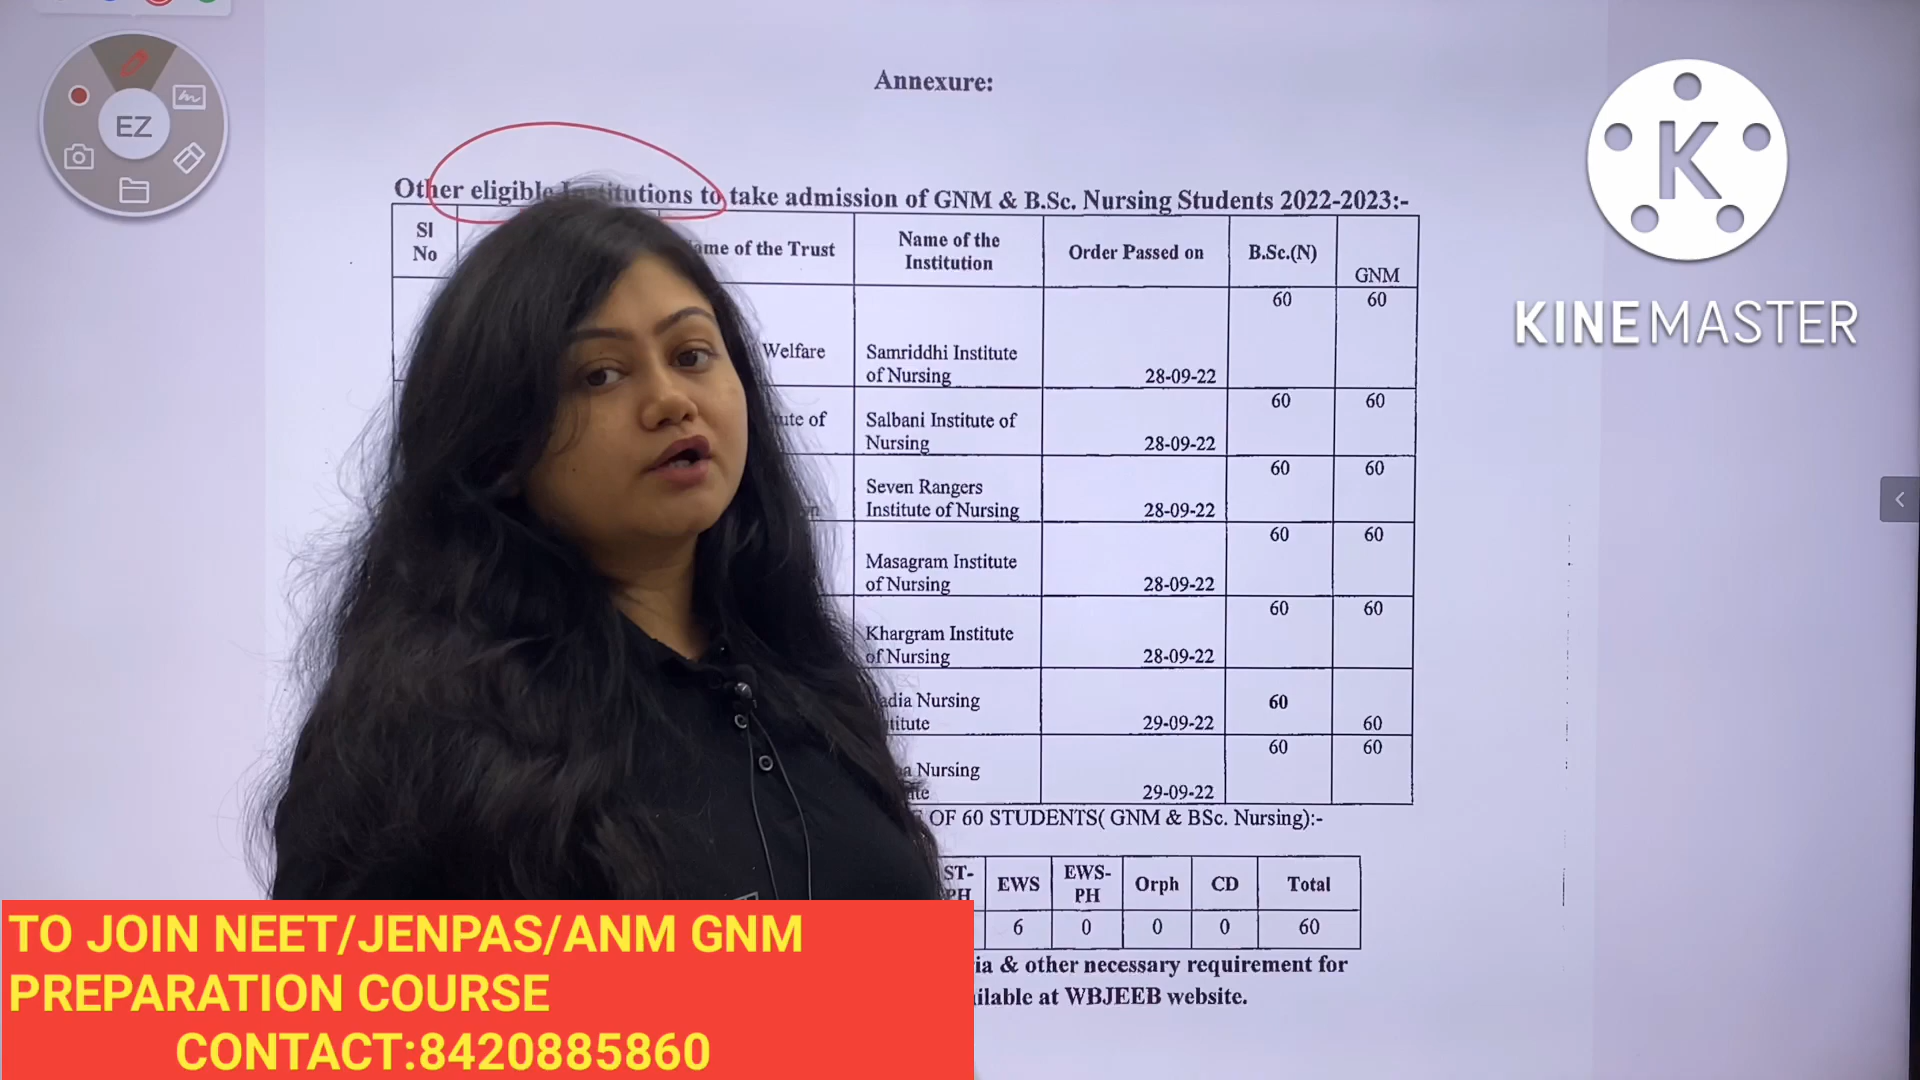 EZ
Annexure:
K
KINEMASTER
Other eligible Institutions to take admission of GNM & B.Sc. Nursing Students 2022-2023:-
Sl No
of the Trust
Name of the Institution
Order Passed on
B.Sc.(N)
GNM
Welfare
Samriddhi Institute of Nursing
28-09-22
60
60
of
Salbani Institute of Nursing
28-09-22
60
60
Seven Rangers Institute of Nursing
28-09-22
60
60
Masagram Institute of Nursing
28-09-22
60
60
Khargram Institute of Nursing
28-09-22
60
60
Nursing
29-09-22
60
60
Nursing
29-09-22
60
60
OF 60 STUDENTS( GNM & BSc. Nursing):-
ST-PH
EWS
EWS-PH
Orph
CD
Total
6
0
0
0
60
& other necessary requirement for
at WBJEEB website.
TO JOIN NEET/JENPAS/ANM GNM
PREPARATION COURSE
CONTACT:8420885860